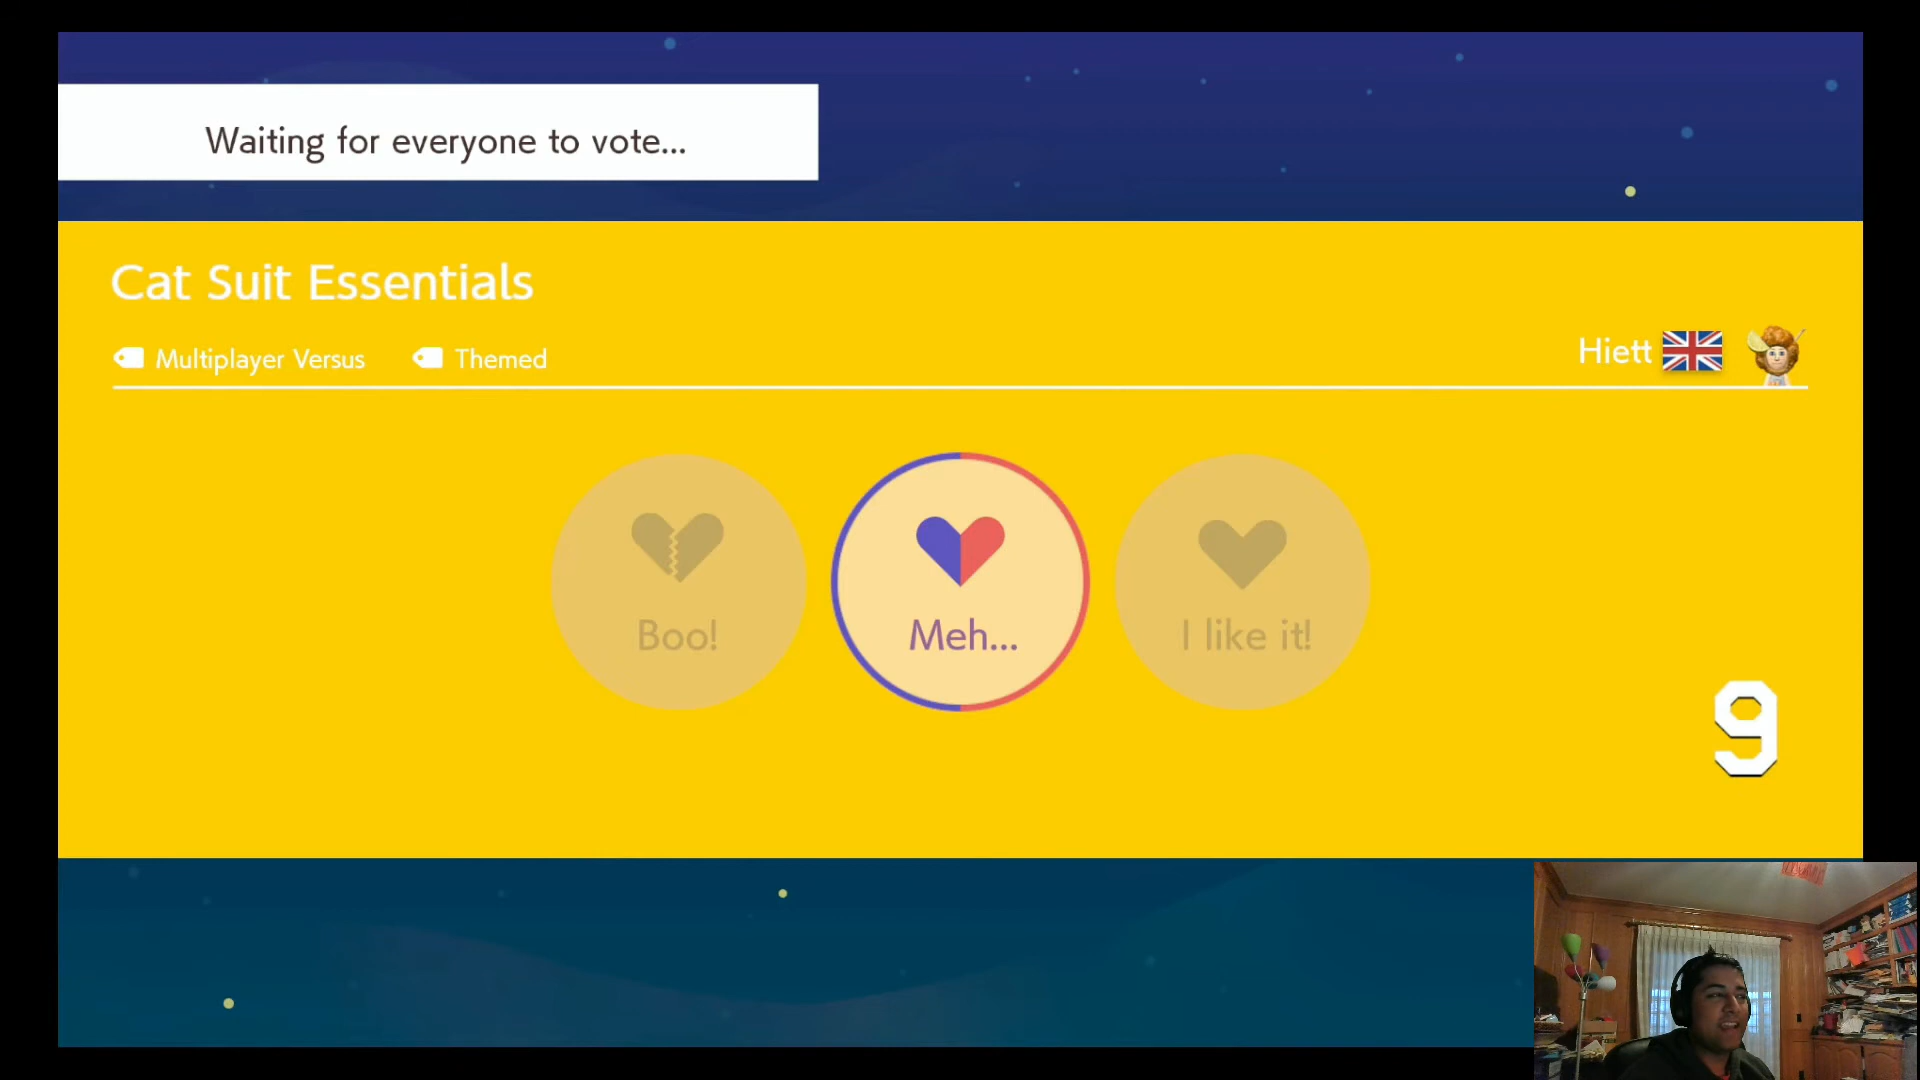 Waiting for everyone to vote...
Cat Suit Essentials
Multiplayer Versus Themed
Hiett
Boo! Meh... I like it!
9